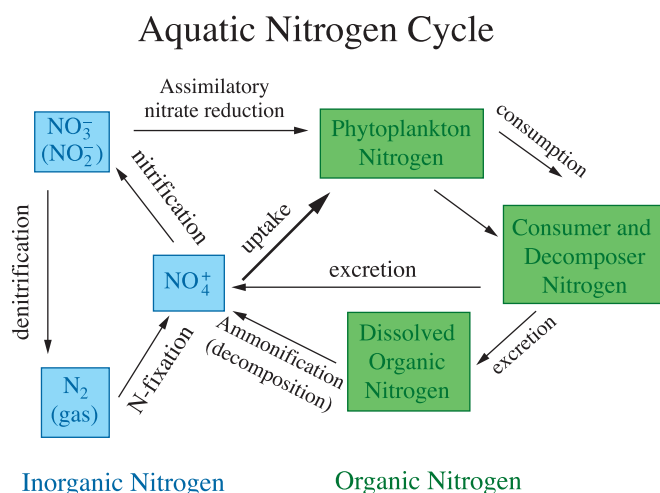 Aquatic Nitrogen Cycle
Assimilatory
nitrate reduction
NO₃⁻
(NO₂⁻)
Phytoplankton
Nitrogen
consumption
nitrification
uptake
denitrification
NO₄⁺
excretion
Consumer and
Decomposer
Nitrogen
N-fixation
Ammonification
(decomposition)
Dissolved
Organic
Nitrogen
excretion
N₂
(gas)
Inorganic Nitrogen
Organic Nitrogen